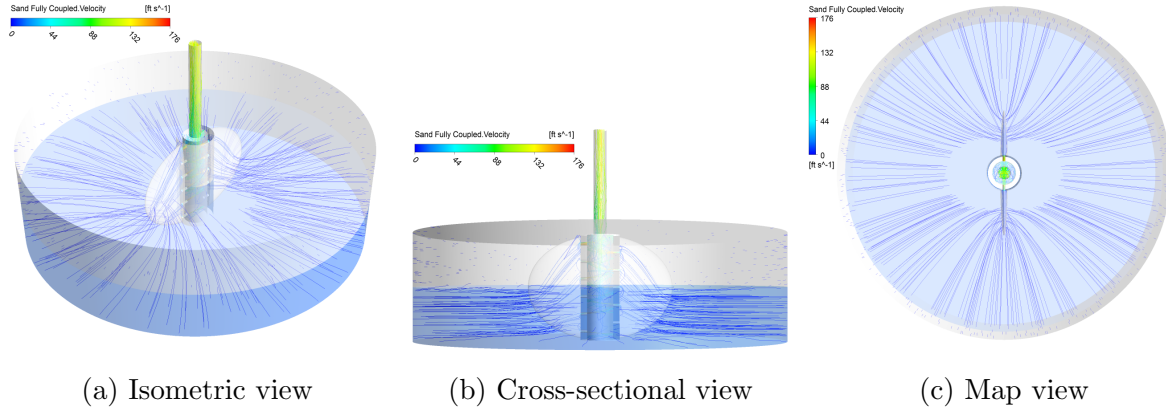 Sand Fully Coupled.Velocity [ft s^-1]
0 44 88 132 176
(a) Isometric view
Sand Fully Coupled.Velocity [ft s^-1]
0 44 88 132 176
(b) Cross-sectional view
Sand Fully Coupled.Velocity
176
132
88
44
0
[ft s^-1]
(c) Map view